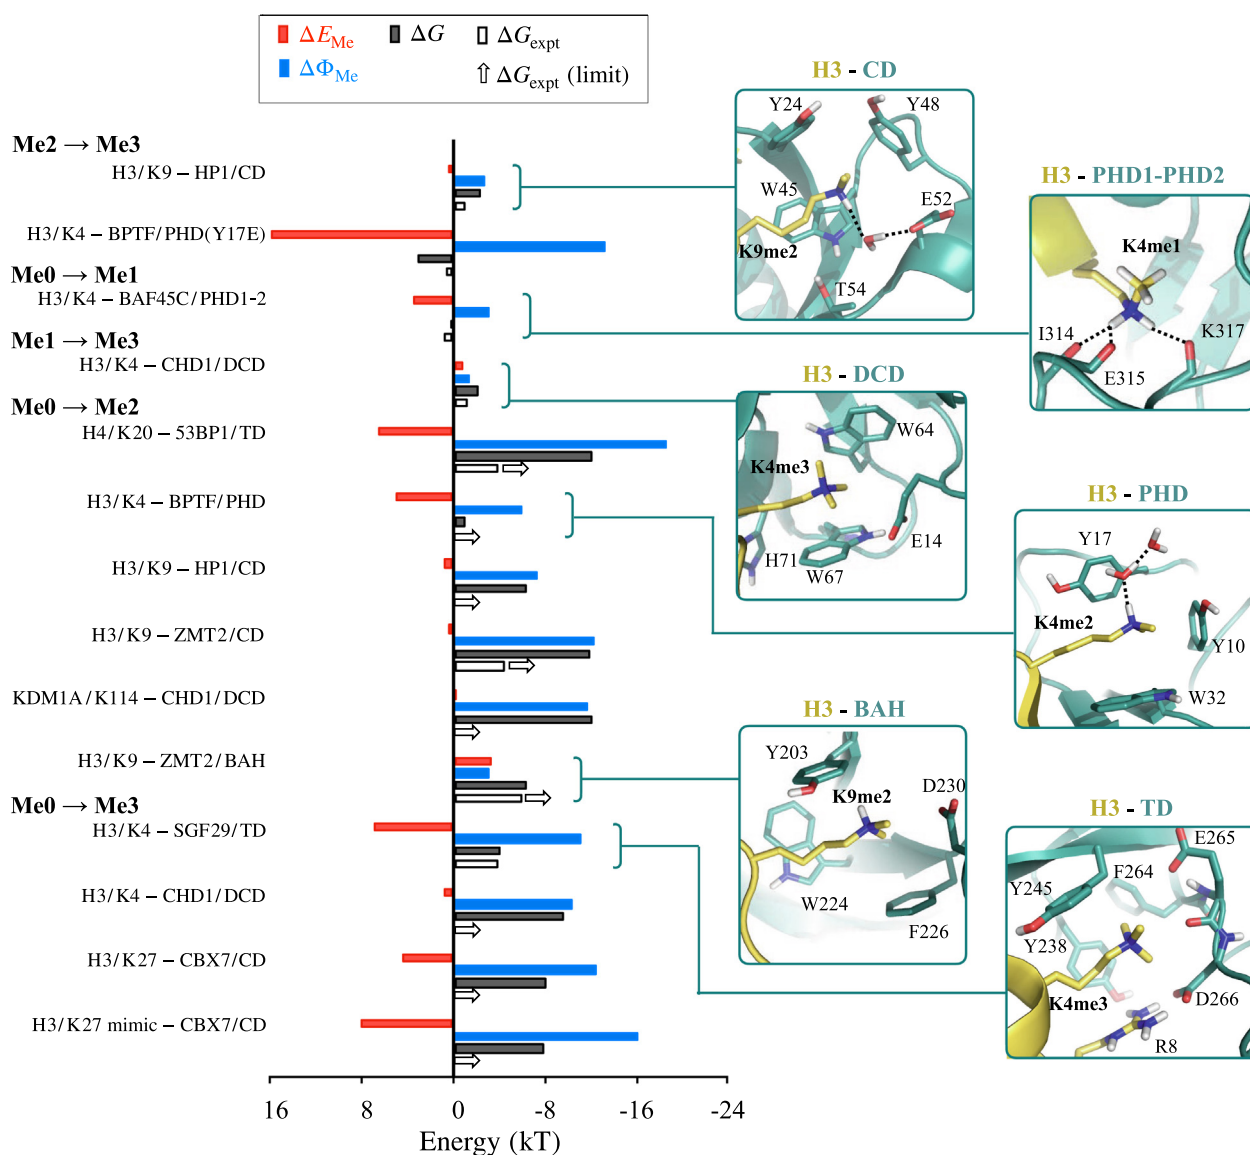 ΔE_Me ΔG ΔG_expt
ΔΦ_Me ΔG_expt (limit)
Me2 → Me3
H3/K9 – HP1/CD
H3/K4 – BPTF/PHD(Y17E)
Me0 → Me1
H3/K4 – BAF45C/PHD1-2
Me1 → Me3
H3/K4 – CHD1/DCD
Me0 → Me2
H4/K20 – 53BP1/TD
H3/K4 – BPTF/PHD
H3/K9 – HP1/CD
H3/K9 – ZMT2/CD
KDM1A/K114 – CHD1/DCD
H3/K9 – ZMT2/BAH
Me0 → Me3
H3/K4 – SGF29/TD
H3/K4 – CHD1/DCD
H3/K27 – CBX7/CD
H3/K27 mimic – CBX7/CD
16 8 0 -8 -16 -24
Energy (kT)
H3 - CD
Y24 Y48
W45
E52
K9me2
T54
H3 - PHD1-PHD2
K4me1
I314 K317
E315
H3 - DCD
W64
K4me3
E14
H71
W67
H3 - PHD
Y17
K4me2
Y10
W32
H3 - BAH
Y203
D230
K9me2
W224
F226
H3 - TD
E265
Y245 F264
Y238
K4me3 D266
R8